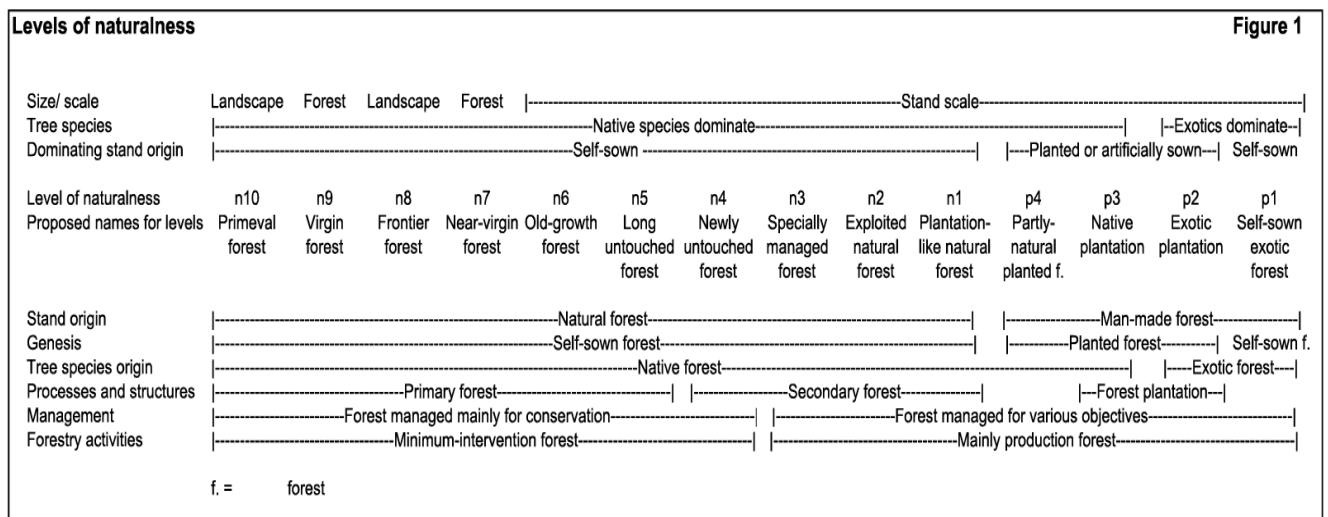 Levels of naturalness Figure 1
Size/ scale Landscape Forest Landscape Forest |---Stand scale---|
Tree species |---Native species dominate---| |--Exotics dominate--|
Dominating stand origin |---Self-sown ---| |----Planted or artificially sown---| Self-sown
Level of naturalness n10 n9 n8 n7 n6 n5 n4 n3 n2 n1 p4 p3 p2 p1
Proposed names for levels Primeval Virgin Frontier Near-virgin Old-growth Long Newly Specially Exploited Plantation- Partly- Native Exotic Self-sown
forest forest forest forest forest untouched untouched managed natural like natural natural plantation plantation exotic
forest forest forest forest forest planted f. forest
Stand origin |---Natural forest---| |---Man-made forest---|
Genesis |---Self-sown forest---| |---Planted forest---| Self-sown f.
Tree species origin |---Native forest---| |-----Exotic forest----|
Processes and structures |---Primary forest---| |---Secondary forest---| |---Forest plantation---|
Management |---Forest managed mainly for conservation---| |---Forest managed for various objectives---|
Forestry activities |---Minimum-intervention forest---| |---Mainly production forest---|
f. = forest